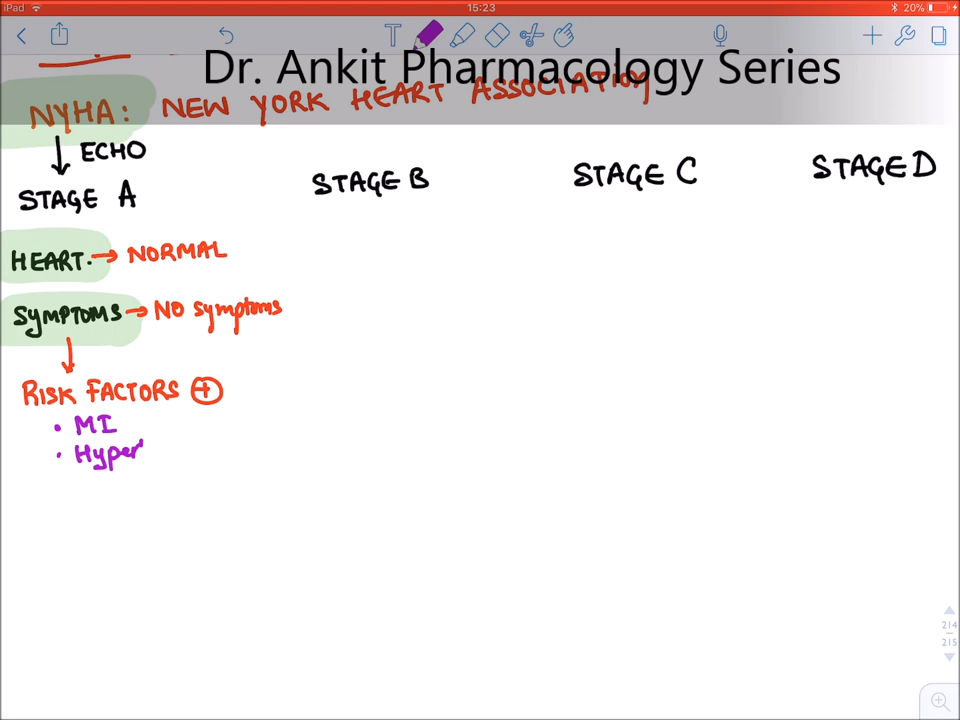 iPad 15:23 20%
T
Dr. Ankit Pharmacology Series
NYHA: NEW YORK HEART ASSOCIATION
ECHO
STAGE A STAGE B STAGE C STAGE D
HEART. → NORMAL
SYMPTOMS → NO symptoms
RISK FACTORS +
• MI
• Hyper
214
215